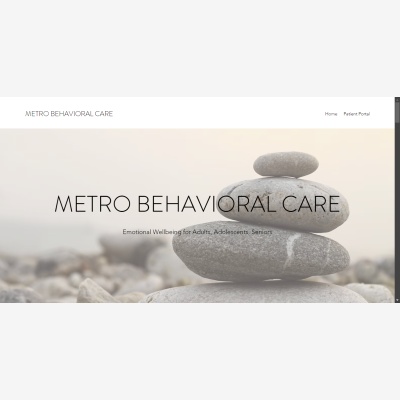 METRO BEHAVIORAL CARE
Home Patient Portal
METRO BEHAVIORAL CARE
Emotional Wellbeing for Adults, Adolescents, Seniors